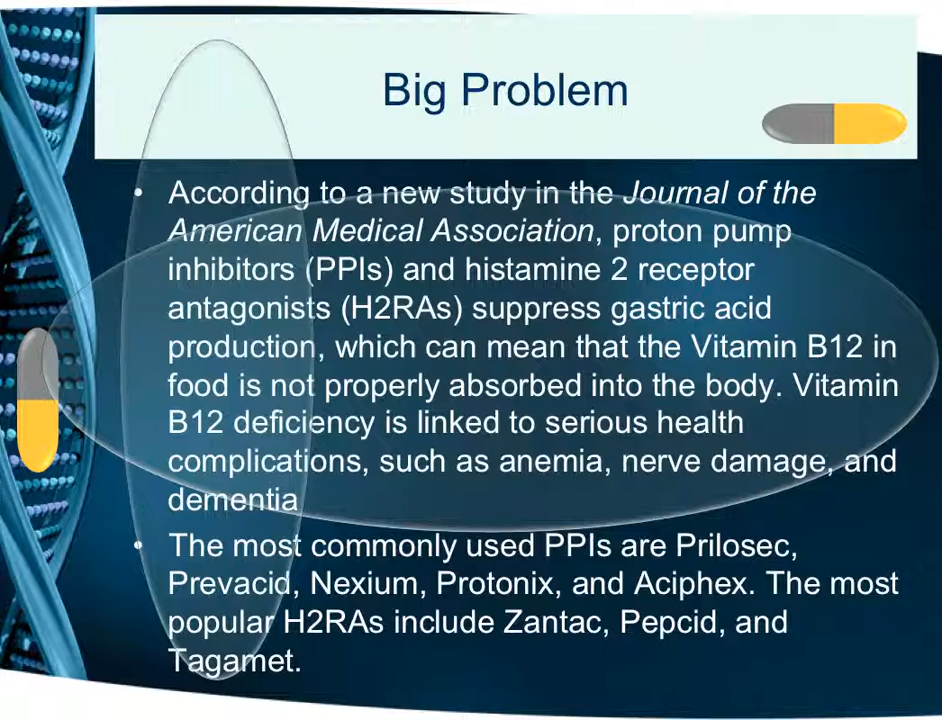 Big Problem
• According to a new study in the Journal of the
American Medical Association, proton pump
inhibitors (PPIs) and histamine 2 receptor
antagonists (H2RAs) suppress gastric acid
production, which can mean that the Vitamin B12 in
food is not properly absorbed into the body. Vitamin
B12 deficiency is linked to serious health
complications, such as anemia, nerve damage, and
dementia
• The most commonly used PPIs are Prilosec,
Prevacid, Nexium, Protonix, and Aciphex. The most
popular H2RAs include Zantac, Pepcid, and
Tagamet.